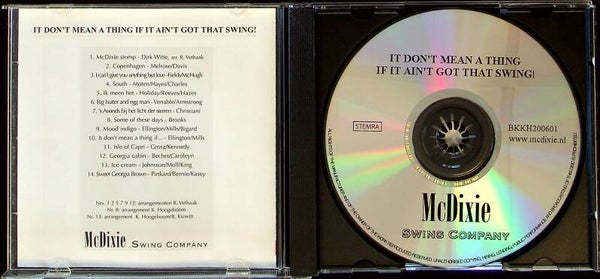 IT DON'T MEAN A THING IF IT AIN'T GOT THAT SWING!
1. McDixie stomp - Dirk Witte, arr. R. Vethaak
2. Copenhagen - Melrose/Davis
3. I can't give you anything but love - Fields/McHugh
4. South - Moten/Hayes/Charles
5. Ik meen het - Holiday/Reeves/Hazes
6. Big butter and egg man - Venable/Armstrong
7. 's Avonds bij het licht der sterren - Christiani
8. Some of these days - Brooks
9. Mood indigo - Ellington/Mills/Bigard
10. It don't mean a thing if... - Ellington/Mills
11. Isle of Capri - Grosz/Kennedy
12. Georgia cabin - Bechet/Caroleyn
13. Ice cream - Johnson/Moll/King
14. Sweet Georgia Brown - Pinkard/Bernie/Kasey
Nrs. 1 2 5 7 9 12; arrangementen R. Vethaak
Nr. 8: arrangement K. Hoogeboom
Nr. 13: arrangement K. Hoogeboom/R. Kiewitt
McDixie SWING COMPANY
IT DON'T MEAN A THING
IF IT AIN'T GOT THAT SWING!
STEMRA
BKKH200601
www.mcdixie.nl
McDixie
SWING COMPANY